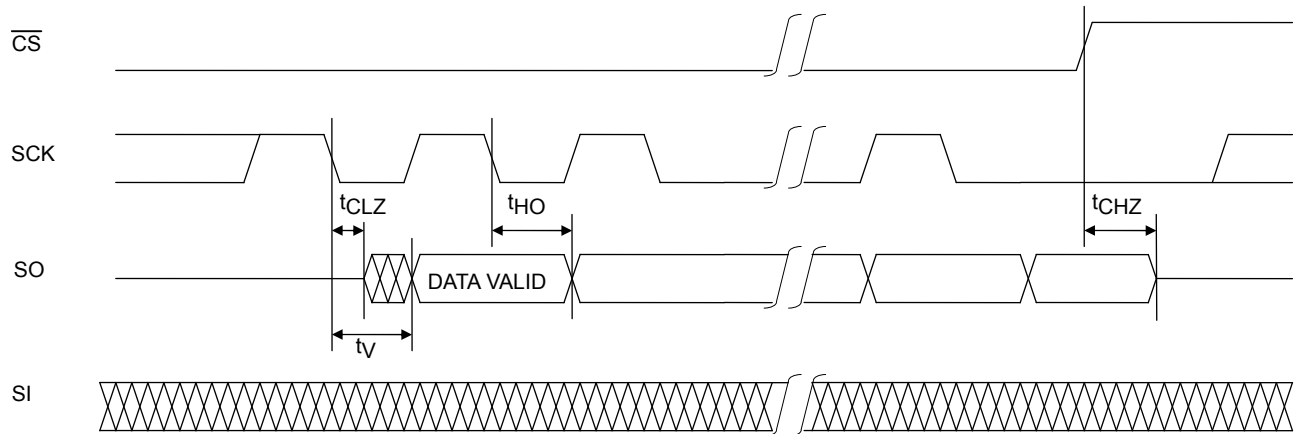 CS
SCK
tCLZ
tHO
tCHZ
SO
DATA VALID
tV
SI